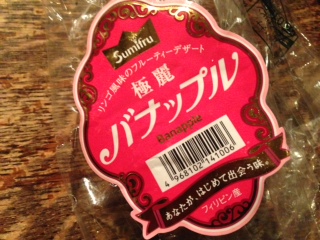 Sumifru
リンゴ風味のフルーティーデザート
極麗
バナップル
Banapple
4 968102 141006
あなたが、はじめて出会う味。
フィリピン産